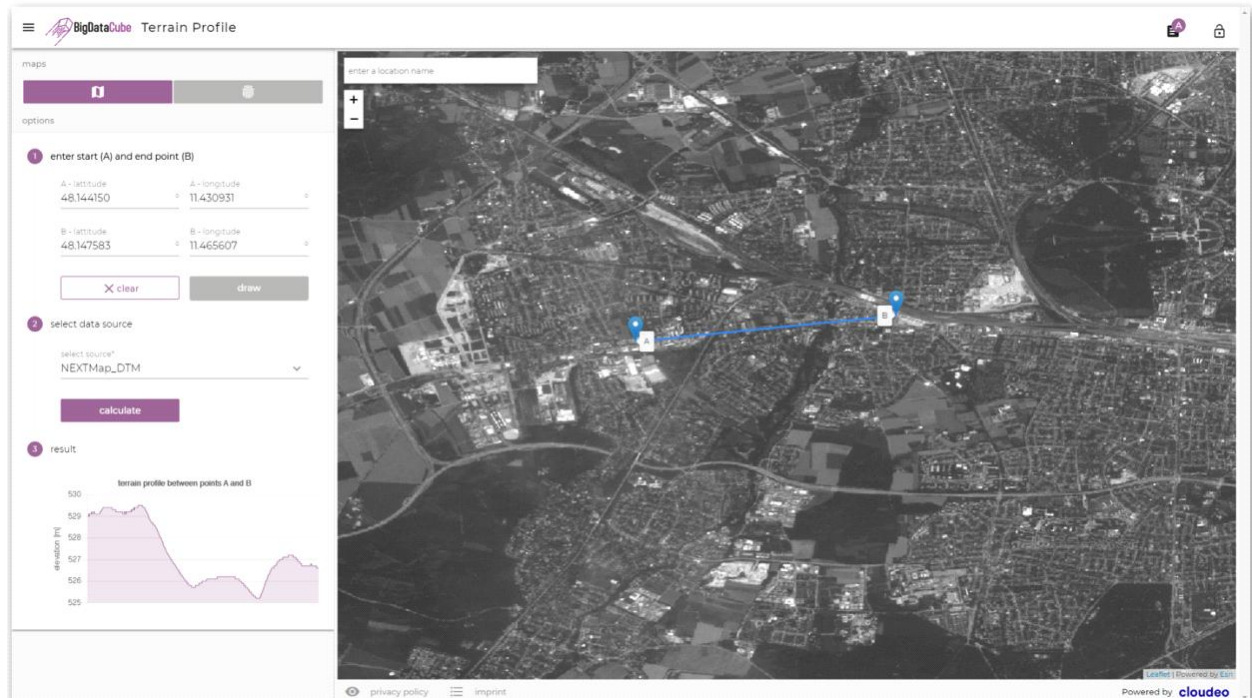 BigDataCube Terrain Profile
A
maps
options
1 enter start (A) and end point (B)
A - lattitude A - longitude
48.144150 ° 11.430931 °
B - lattitude B - longitude
48.147583 ° 11.465607 °
clear draw
2 select data source
select source*
NEXTMap_DTM
calculate
3 result
terrain profile between points A and B
530
529
528
527
526
525
elevation [m]
enter a location name
+
−
A
B
Leaflet | Powered by Esri
privacy policy imprint
Powered by cloudeo